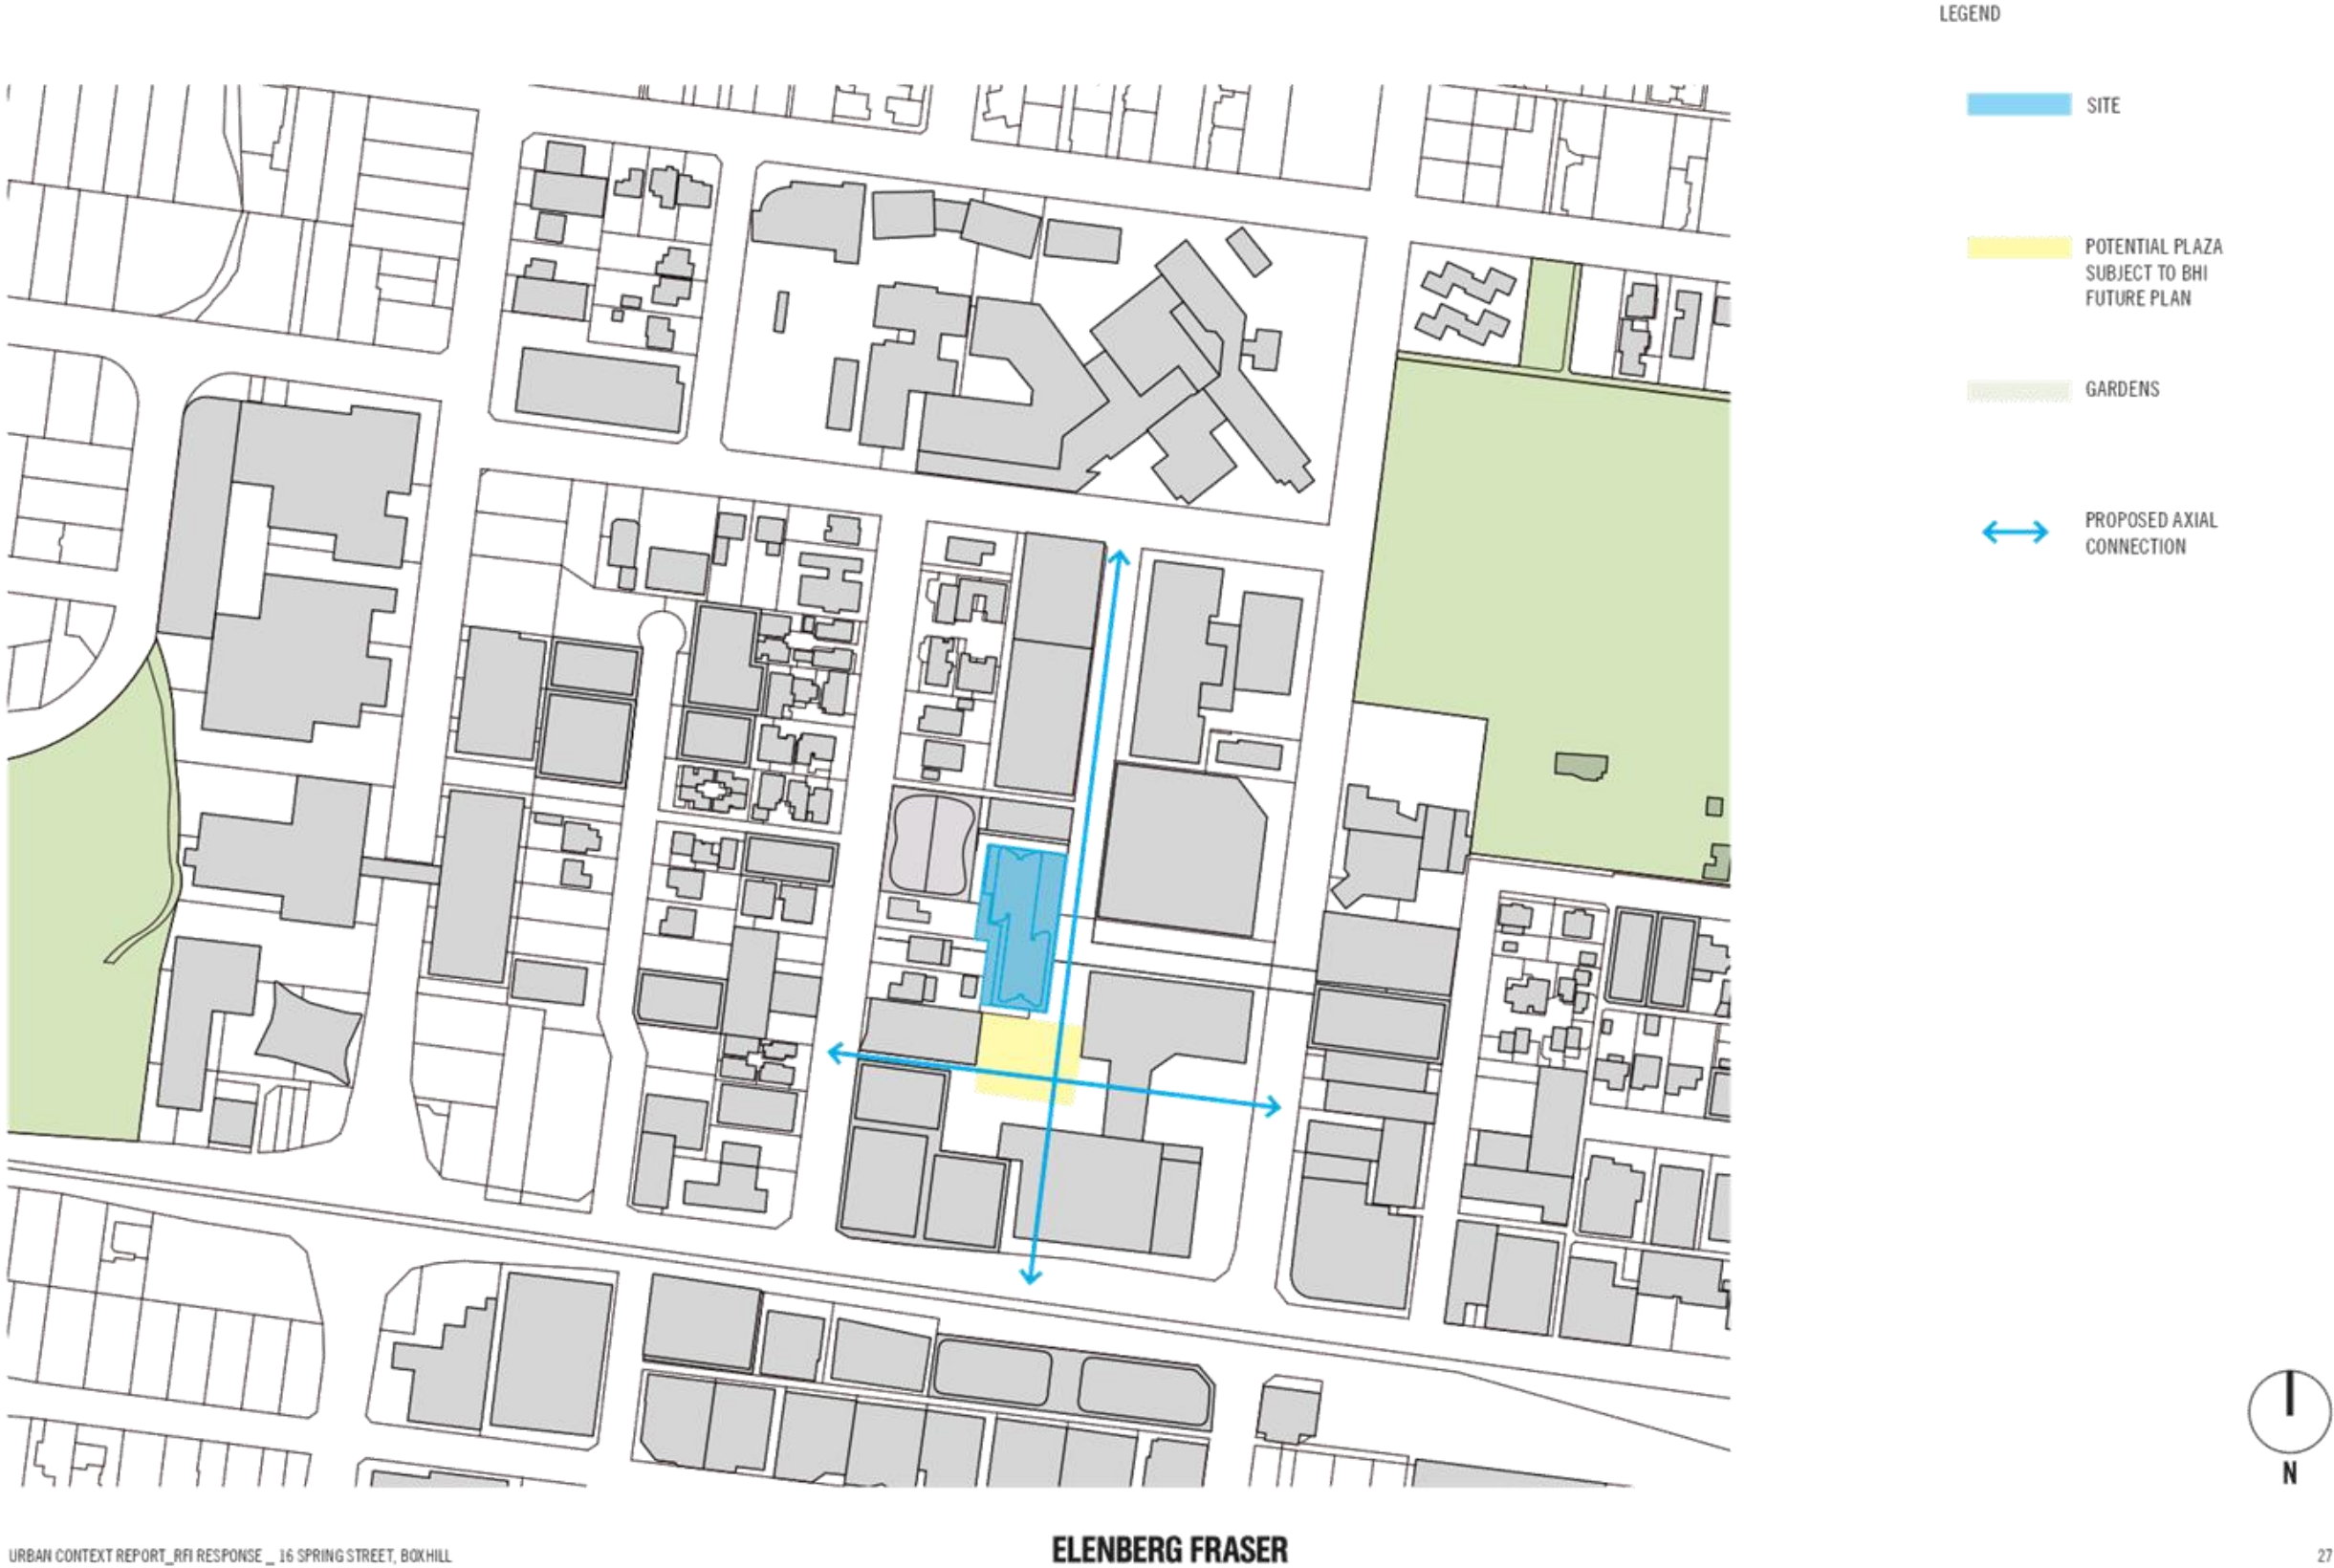 LEGEND
SITE
POTENTIAL PLAZA
SUBJECT TO BHI
FUTURE PLAN
GARDENS
PROPOSED AXIAL
CONNECTION
N
URBAN CONTEXT REPORT_RFI RESPONSE _ 16 SPRING STREET, BOXHILL
ELENBERG FRASER
27